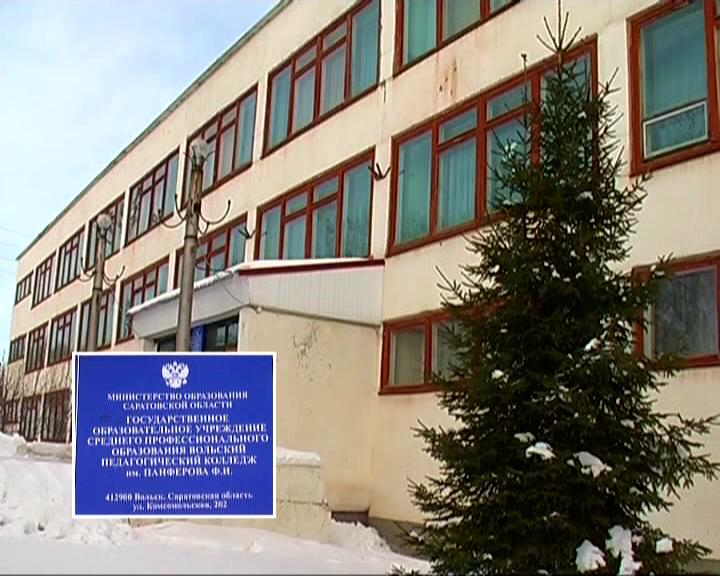 МИНИСТЕРСТВО ОБРАЗОВАНИЯ
САРАТОВСКОЙ ОБЛАСТИ
ГОСУДАРСТВЕННОЕ
ОБРАЗОВАТЕЛЬНОЕ УЧРЕЖДЕНИЕ
СРЕДНЕГО ПРОФЕССИОНАЛЬНОГО
ОБРАЗОВАНИЯ ВОЛЬСКИЙ
ПЕДАГОГИЧЕСКИЙ КОЛЛЕДЖ
им. ПАНФЕРОВА Ф.И.
412900 Вольск. Саратовская область
ул. Комсомольская, 202